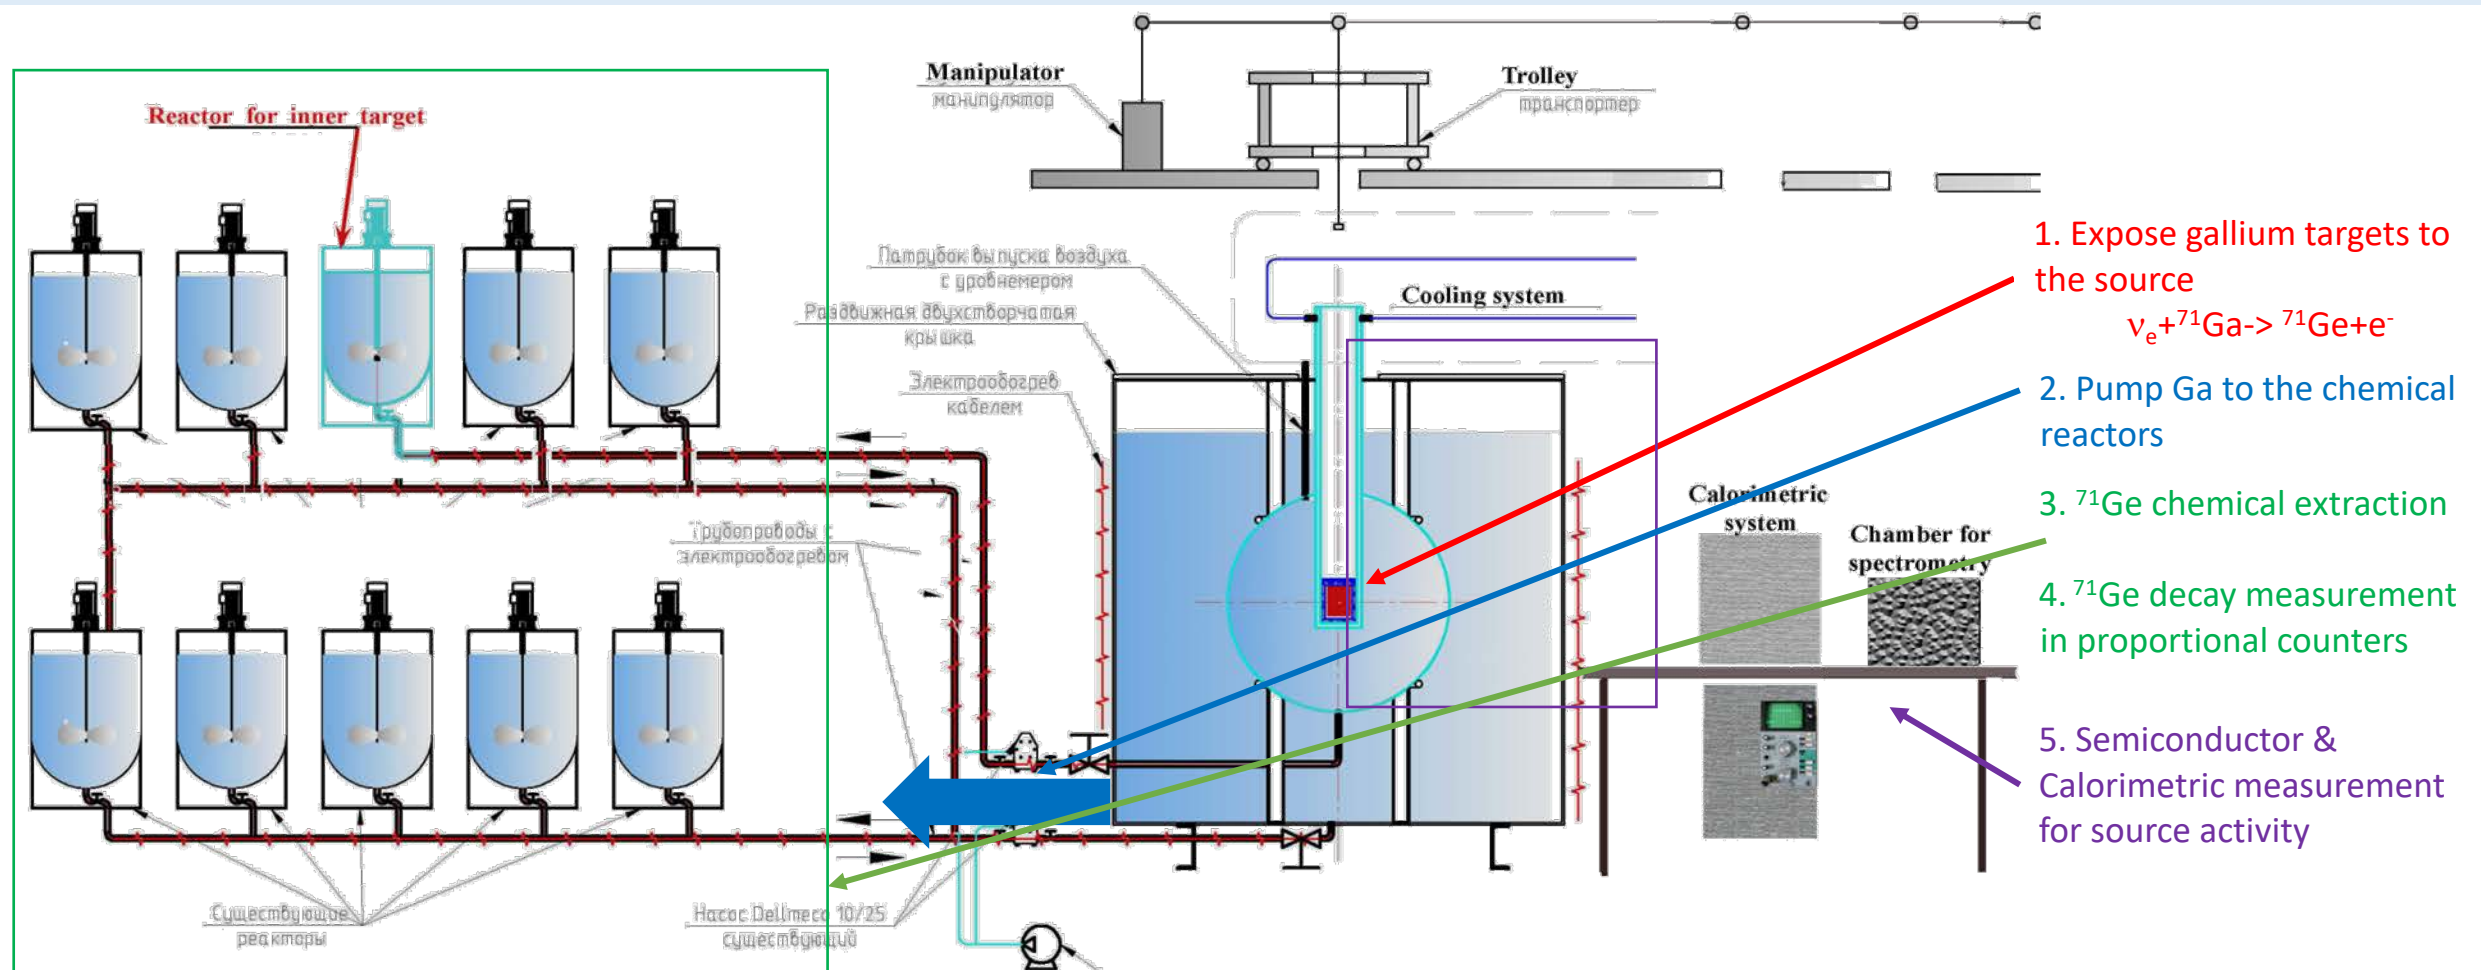 Manipulator
манипулятор
Trolley
транспортер
Reactor for inner target
Патрубок выпуска воздуха
с уровнемером
Cooling system
Раздвижная двухстворчатая
крышка
Электрообогрев
кабелем
Трубопроводы с
электрообогревом
Calorimetric
system
Chamber for
spectrometry
Существующие
реакторы
Насос Dellmeco 10/25
существующий
1. Expose gallium targets to
the source
νₑ+⁷¹Ga-> ⁷¹Ge+e⁻
2. Pump Ga to the chemical
reactors
3. ⁷¹Ge chemical extraction
4. ⁷¹Ge decay measurement
in proportional counters
5. Semiconductor &
Calorimetric measurement
for source activity